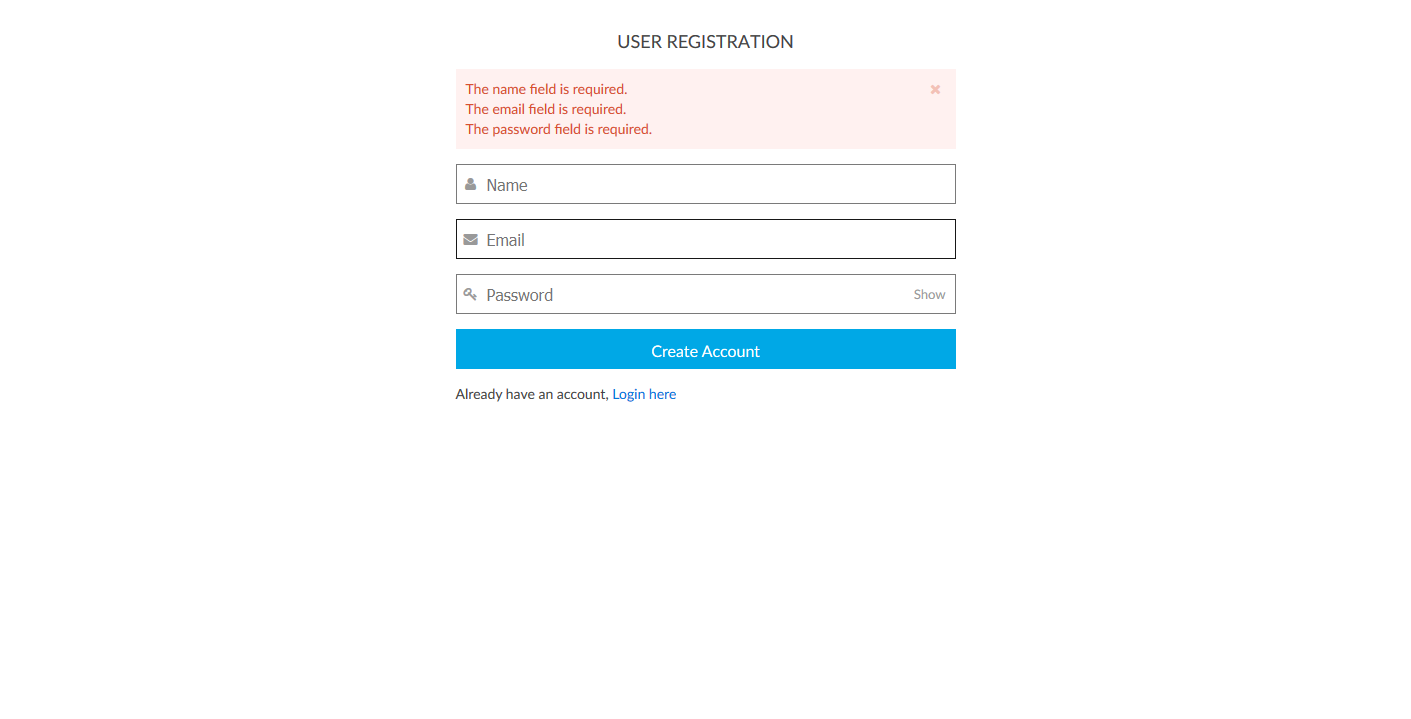 USER REGISTRATION
The name field is required.
The email field is required.
The password field is required.
Name
Email
Password Show
Create Account
Already have an account, Login here